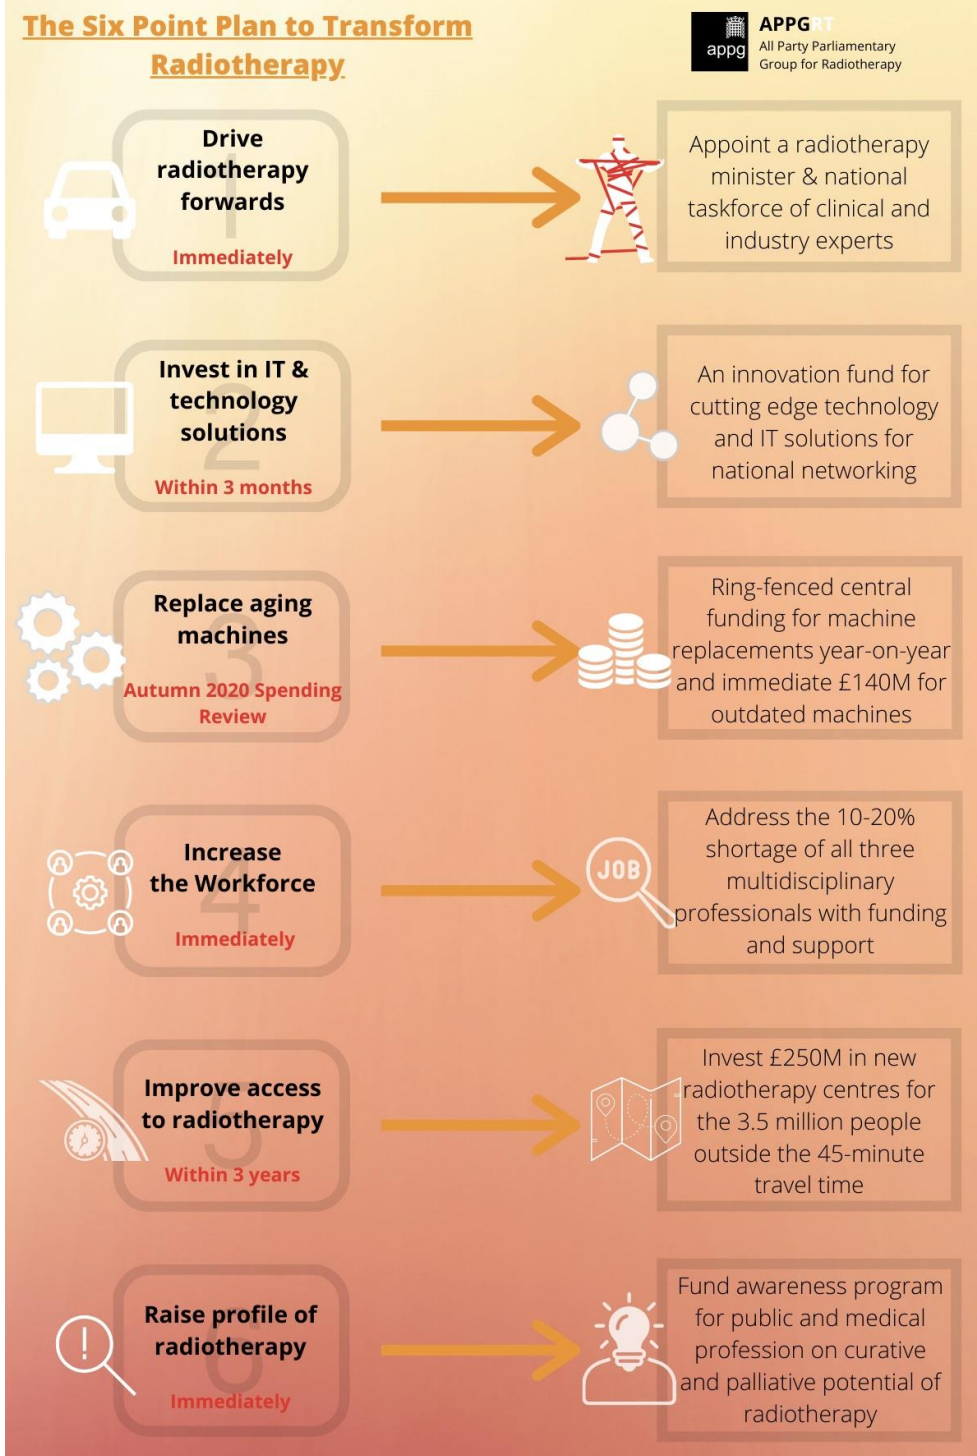 The Six Point Plan to Transform
Radiotherapy
appg
APPGRT
All Party Parliamentary
Group for Radiotherapy
1
Drive
radiotherapy
forwards
Immediately
Appoint a radiotherapy
minister & national
taskforce of clinical and
industry experts
2
Invest in IT &
technology
solutions
Within 3 months
An innovation fund for
cutting edge technology
and IT solutions for
national networking
3
Replace aging
machines
Autumn 2020 Spending
Review
Ring-fenced central
funding for machine
replacements year-on-year
and immediate £140M for
outdated machines
4
Increase
the Workforce
Immediately
JOB
Address the 10-20%
shortage of all three
multidisciplinary
professionals with funding
and support
5
Improve access
to radiotherapy
Within 3 years
Invest £250M in new
radiotherapy centres for
the 3.5 million people
outside the 45-minute
travel time
6
Raise profile of
radiotherapy
Immediately
!
Fund awareness program
for public and medical
profession on curative
and palliative potential of
radiotherapy